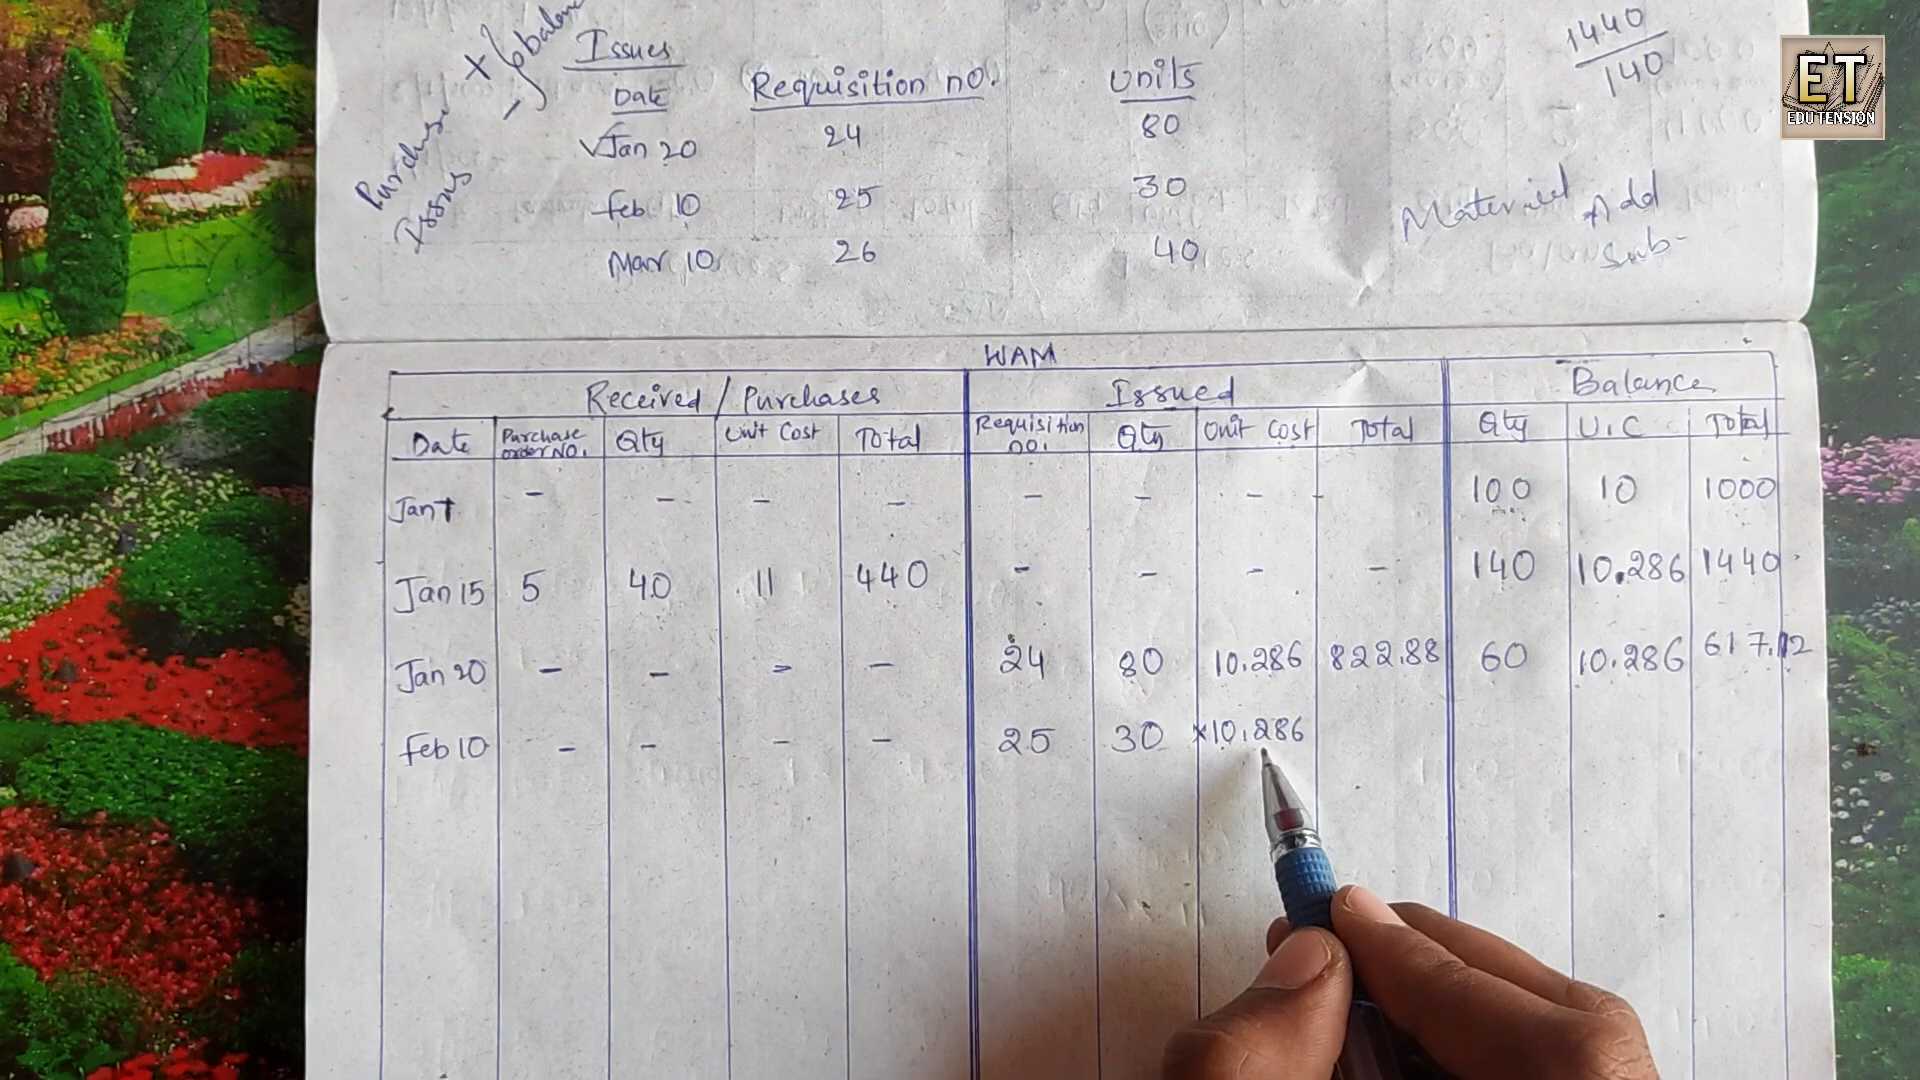 Purchase +
Issues -
balan
Issues
Date Requisition no. Units
√Jan 20 24 80
Feb 10 25 30
Mar 10 26 40
1440
140
Material Add
Sub-
ET
EDU TENSION
WAM
Received / Purchases Issued Balance
Date Purchase order NO. Qty Unit Cost Total Requisition no. Qty Unit Cost Total Qty U.C Total
Jan 1 - - - - - - - - 100 10 1000
Jan 15 5 40 11 440 - - - - 140 10.286 1440
Jan 20 - - - - 24 80 10.286 822.88 60 10.286 617.12
Feb 10 - - - - 25 30 ×10.286